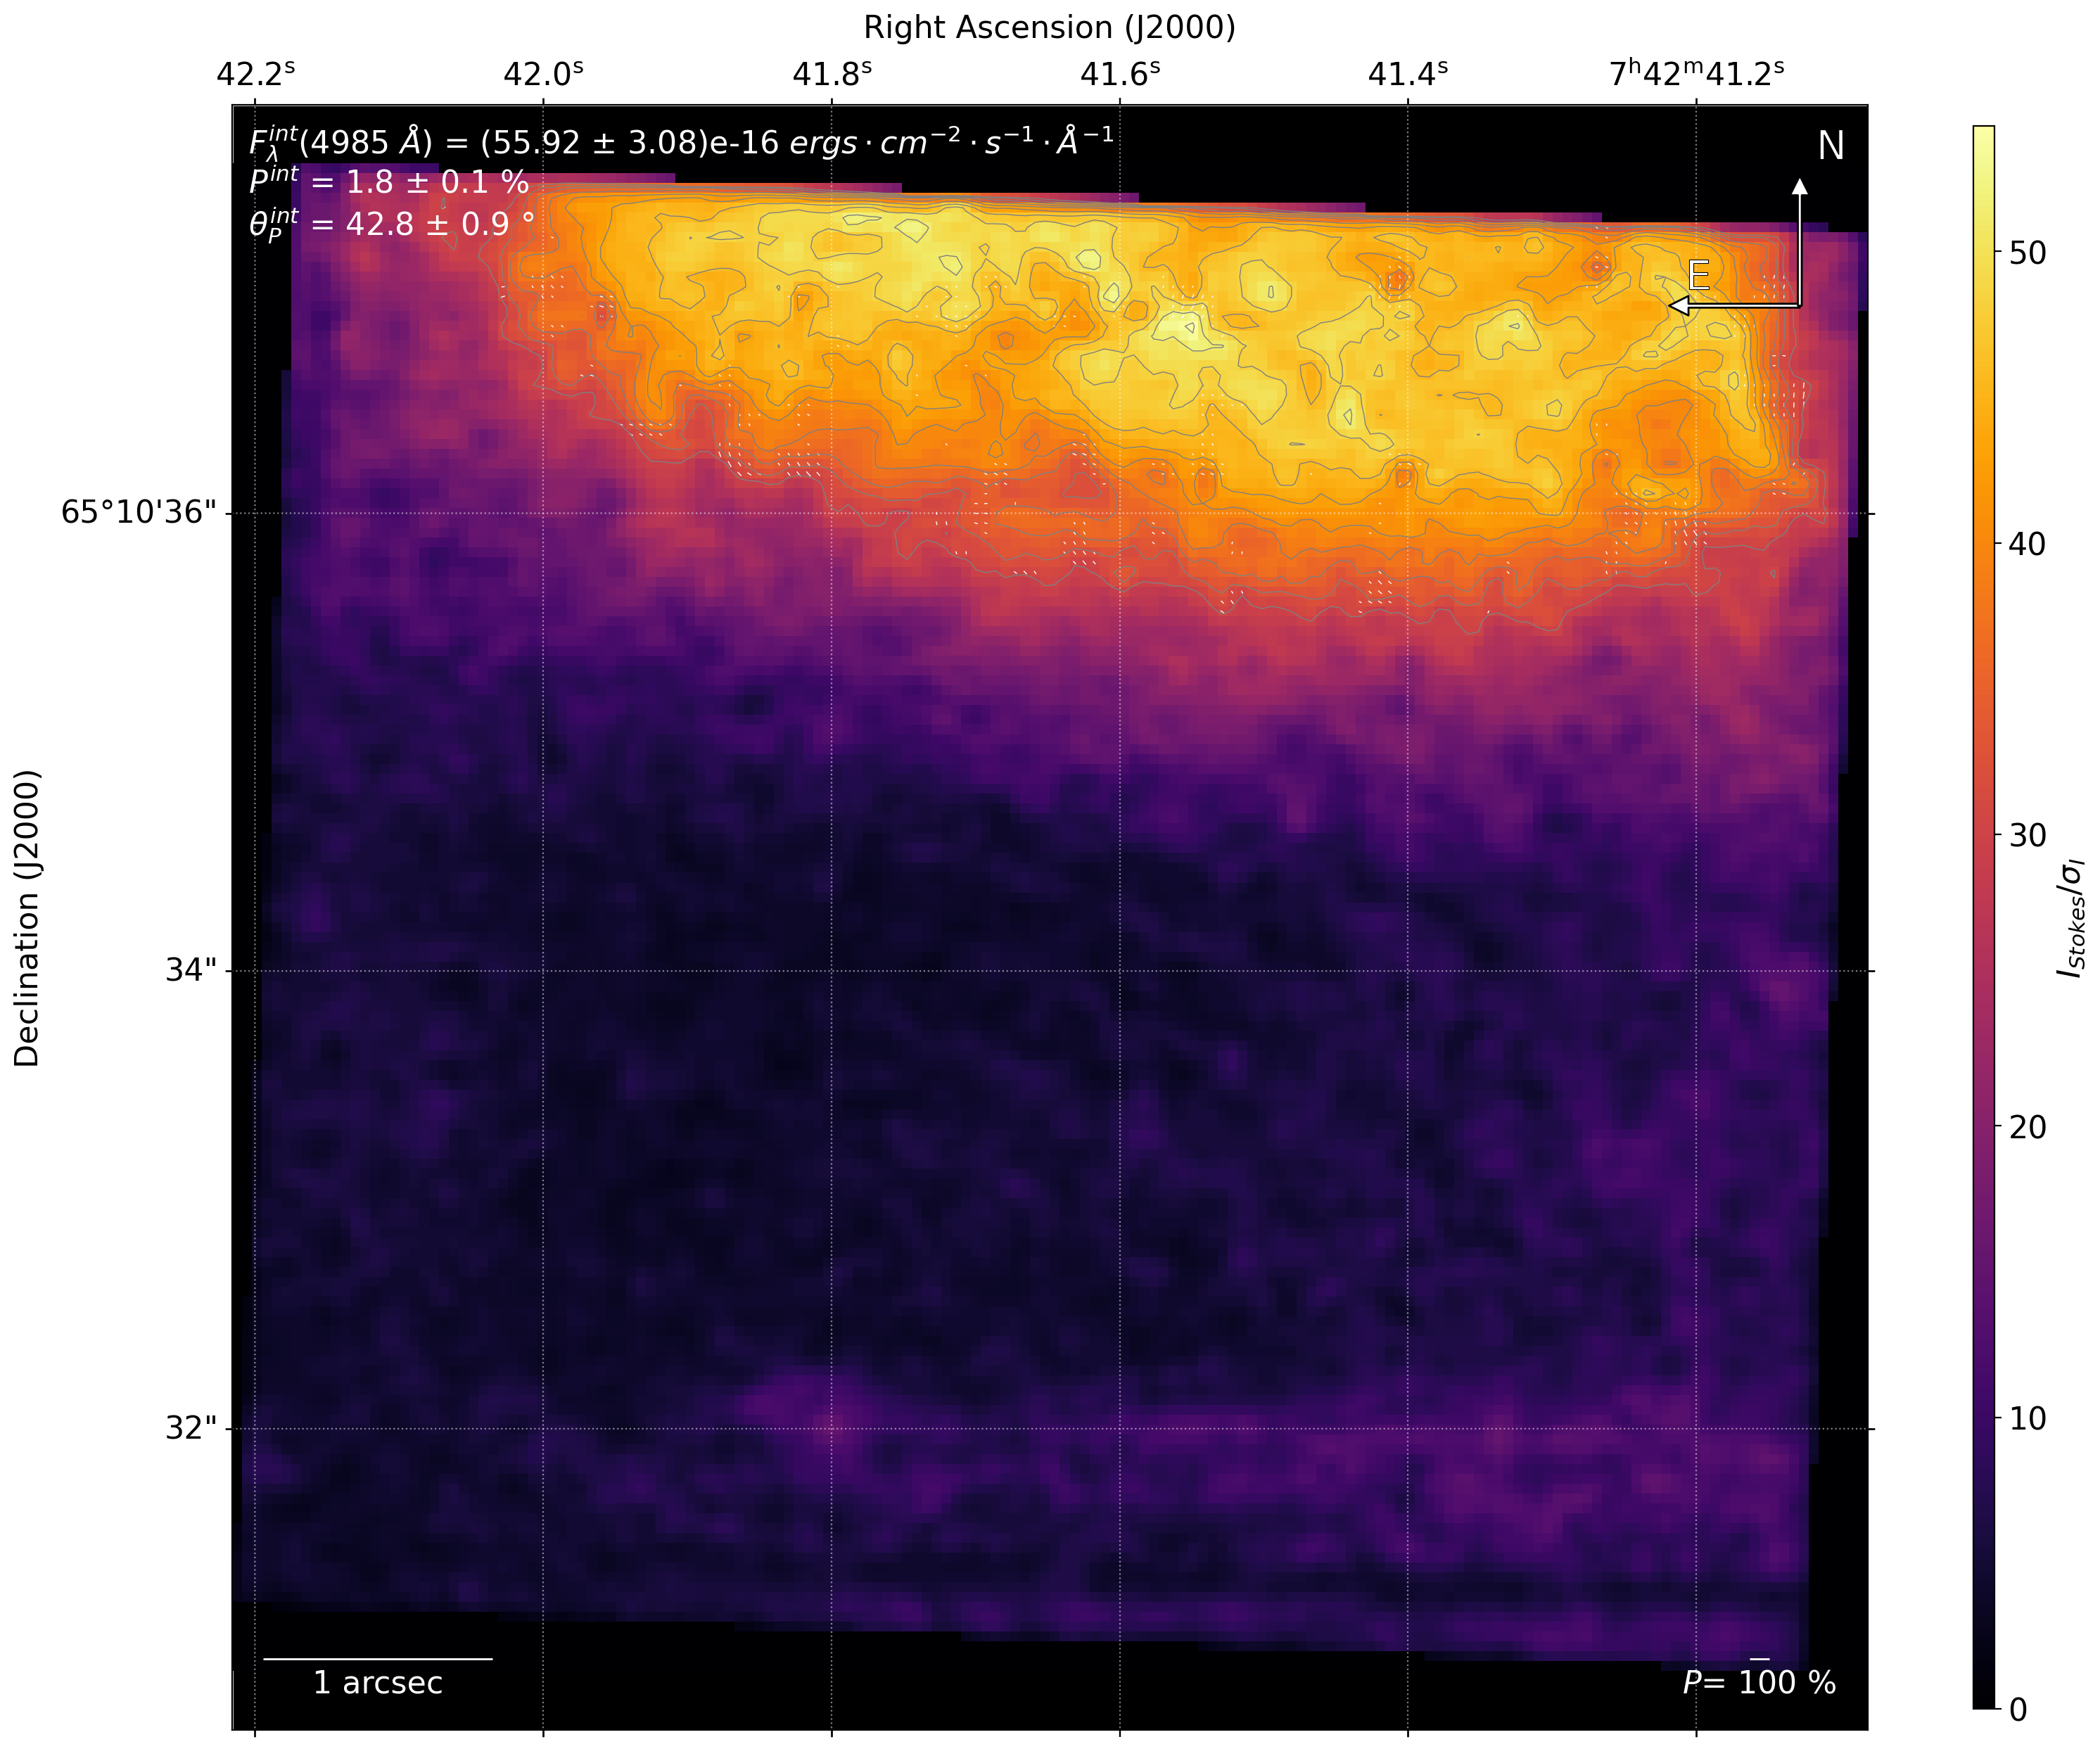 Right Ascension (J2000)
42.2ˢ 42.0ˢ 41.8ˢ 41.6ˢ 41.4ˢ 7ʰ42ᵐ41.2ˢ
F_λ^int(4985 Å) = (55.92 ± 3.08)e-16 ergs · cm⁻² · s⁻¹ · Å⁻¹
P^int = 1.8 ± 0.1 %
θ_P^int = 42.8 ± 0.9 °
N
E
65°10'36"
34"
32"
Declination (J2000)
1 arcsec
P= 100 %
50
40
30
20
10
0
I_Stokes/σ_I